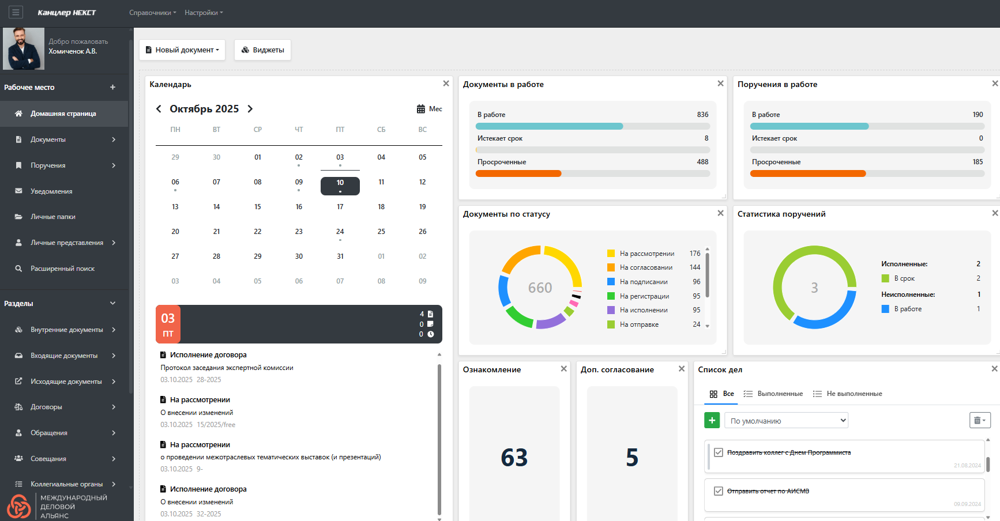 Канцлер НЕКСТ
Справочники
Настройки
Добро пожаловать
Хомиченок А.В.
Рабочее место
Домашняя страница
Документы
Поручения
Уведомления
Личные папки
Личные представления
Расширенный поиск
Разделы
Внутренние документы
Входящие документы
Исходящие документы
Договоры
Обращения
Совещания
Коллегиальные органы
МЕЖДУНАРОДНЫЙ
ДЕЛОВОЙ
АЛЬЯНС
Новый документ
Виджеты
Календарь
Октябрь 2025
Мес
ПН ВТ СР ЧТ ПТ СБ ВС
29 30 01 02 03 04 05
06 07 08 09 10 11 12
13 14 15 16 17 18 19
20 21 22 23 24 25 26
27 28 29 30 31 01 02
03 04 05 06 07 08 09
03
ПТ
4
0
0
Исполнение договора
Протокол заседания экспертной комиссии
03.10.2025 28-2025
На рассмотрении
О внесении изменений
03.10.2025 15/2025/free
На рассмотрении
о проведении межотраслевых тематических выставок (и презентаций)
03.10.2025 9-
Исполнение договора
О внесении изменений
03.10.2025 32-2025
Документы в работе
В работе 836
Истекает срок 8
Просроченные 488
Поручения в работе
В работе 190
Истекает срок 0
Просроченные 185
Документы по статусу
660
На рассмотрении 176
На согласовании 144
На подписании 96
На регистрации 95
На исполнении 95
На отправке 24
Статистика поручений
3
Исполненные: 2
В срок 2
Неисполненные: 1
В работе 1
Ознакомление
63
Доп. согласование
5
Список дел
Все
Выполненные
Не выполненные
По умолчанию
Поздравить коллег с Днем Программиста
21.08.2024
Отправить отчет по АИСМВ
09.09.2024